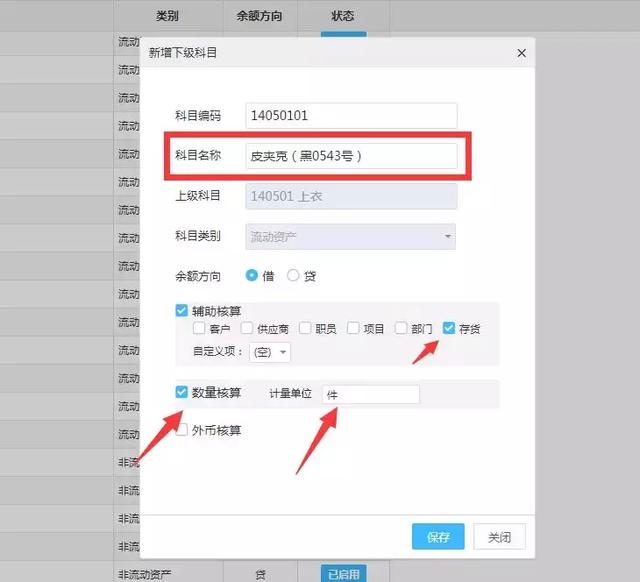 类别 余额方向 状态
流动
新增下级科目 ×
流动
流动
科目编码 14050101
流动
流动
科目名称 皮夹克（黑0543号）
流动
上级科目 140501 上衣
流动
科目类别 流动资产
流动
流动
余额方向 借 贷
流动
流动
辅助核算
客户 供应商 职员 项目 部门 存货
流动
自定义项： (空)
流动
流动
数量核算 计量单位 件
流动
外币核算
流动
非流动
非流动
非流动
保存 关闭
非流动
非流动资产 贷 已启用